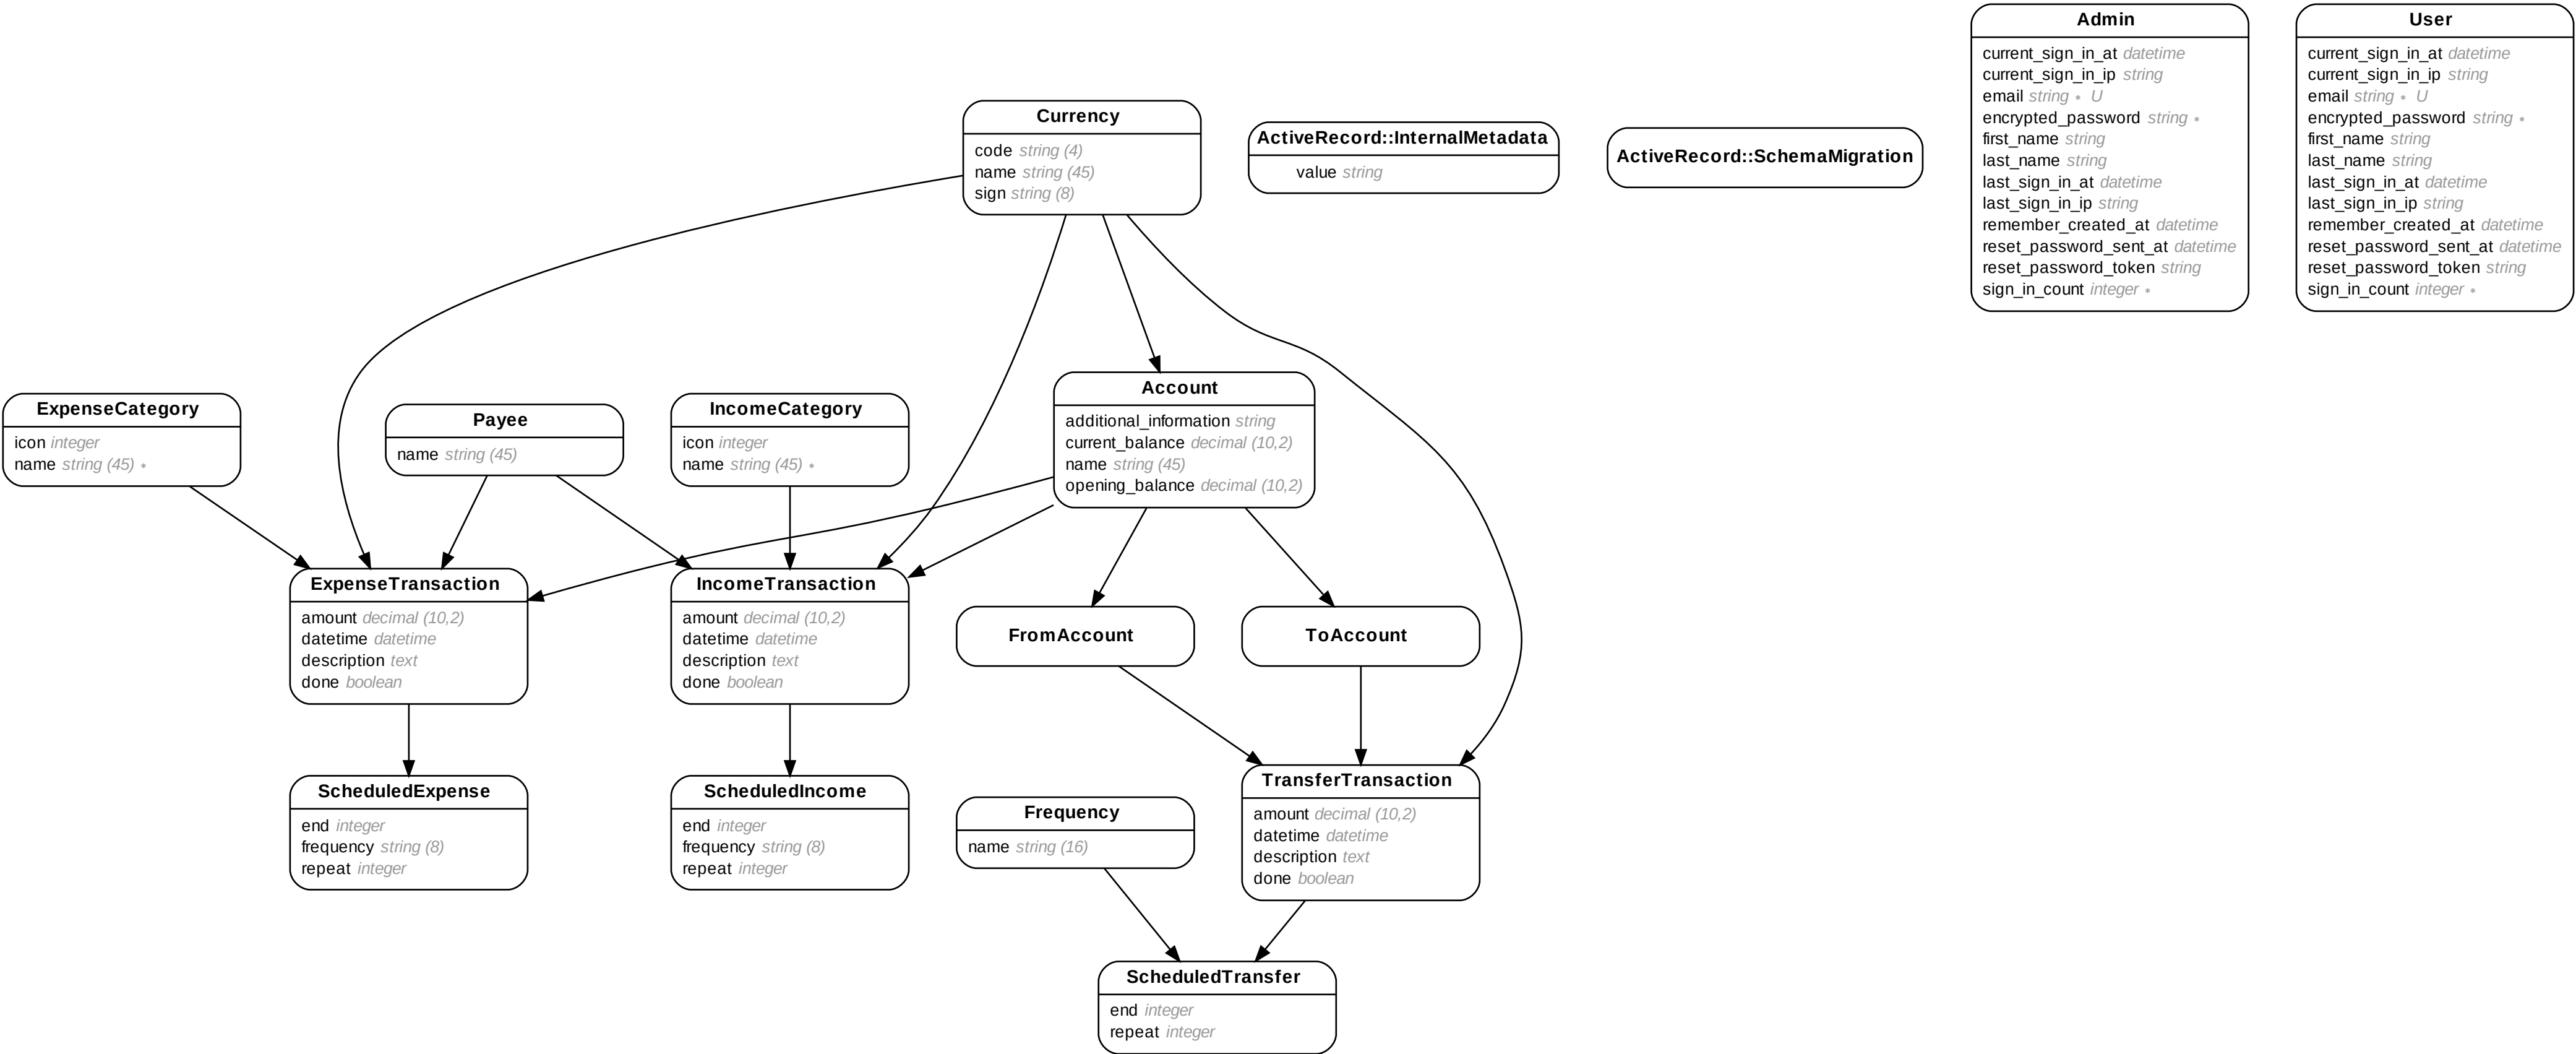 Admin
current_sign_in_at datetime
current_sign_in_ip string
email string * U
encrypted_password string *
first_name string
last_name string
last_sign_in_at datetime
last_sign_in_ip string
remember_created_at datetime
reset_password_sent_at datetime
reset_password_token string
sign_in_count integer *
User
current_sign_in_at datetime
current_sign_in_ip string
email string * U
encrypted_password string *
first_name string
last_name string
last_sign_in_at datetime
last_sign_in_ip string
remember_created_at datetime
reset_password_sent_at datetime
reset_password_token string
sign_in_count integer *
Currency
code string (4)
name string (45)
sign string (8)
ActiveRecord::InternalMetadata
value string
ActiveRecord::SchemaMigration
ExpenseCategory
icon integer
name string (45) *
Payee
name string (45)
IncomeCategory
icon integer
name string (45) *
Account
additional_information string
current_balance decimal (10,2)
name string (45)
opening_balance decimal (10,2)
ExpenseTransaction
amount decimal (10,2)
datetime datetime
description text
done boolean
IncomeTransaction
amount decimal (10,2)
datetime datetime
description text
done boolean
FromAccount
ToAccount
ScheduledExpense
end integer
frequency string (8)
repeat integer
ScheduledIncome
end integer
frequency string (8)
repeat integer
Frequency
name string (16)
TransferTransaction
amount decimal (10,2)
datetime datetime
description text
done boolean
ScheduledTransfer
end integer
repeat integer